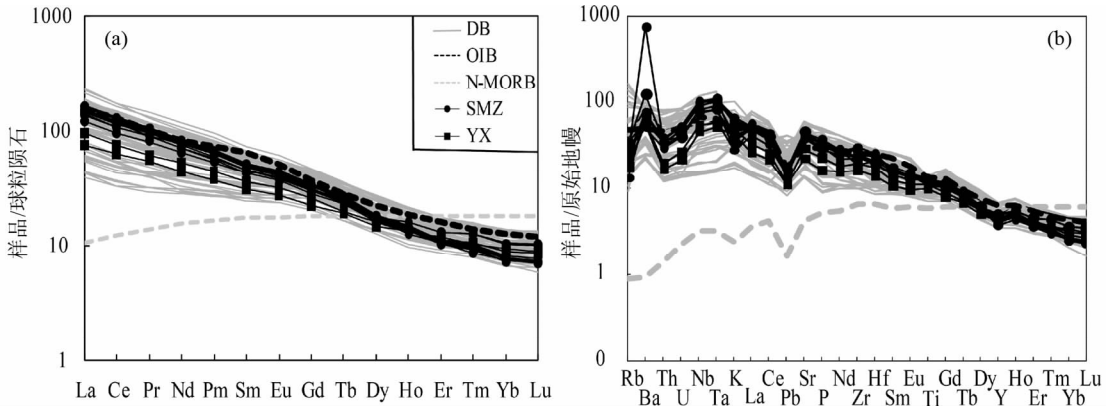 (a)
样品/球粒陨石
1000
100
10
1
DB
OIB
N-MORB
SMZ
YX
La Ce Pr Nd Pm Sm Eu Gd Tb Dy Ho Er Tm Yb Lu
(b)
样品/原始地幔
1000
100
10
1
0
Rb Th Nb K Ce Sr Nd Hf Eu Gd Dy Ho Tm Lu
Ba U Ta La Pb P Zr Sm Ti Tb Y Er Yb